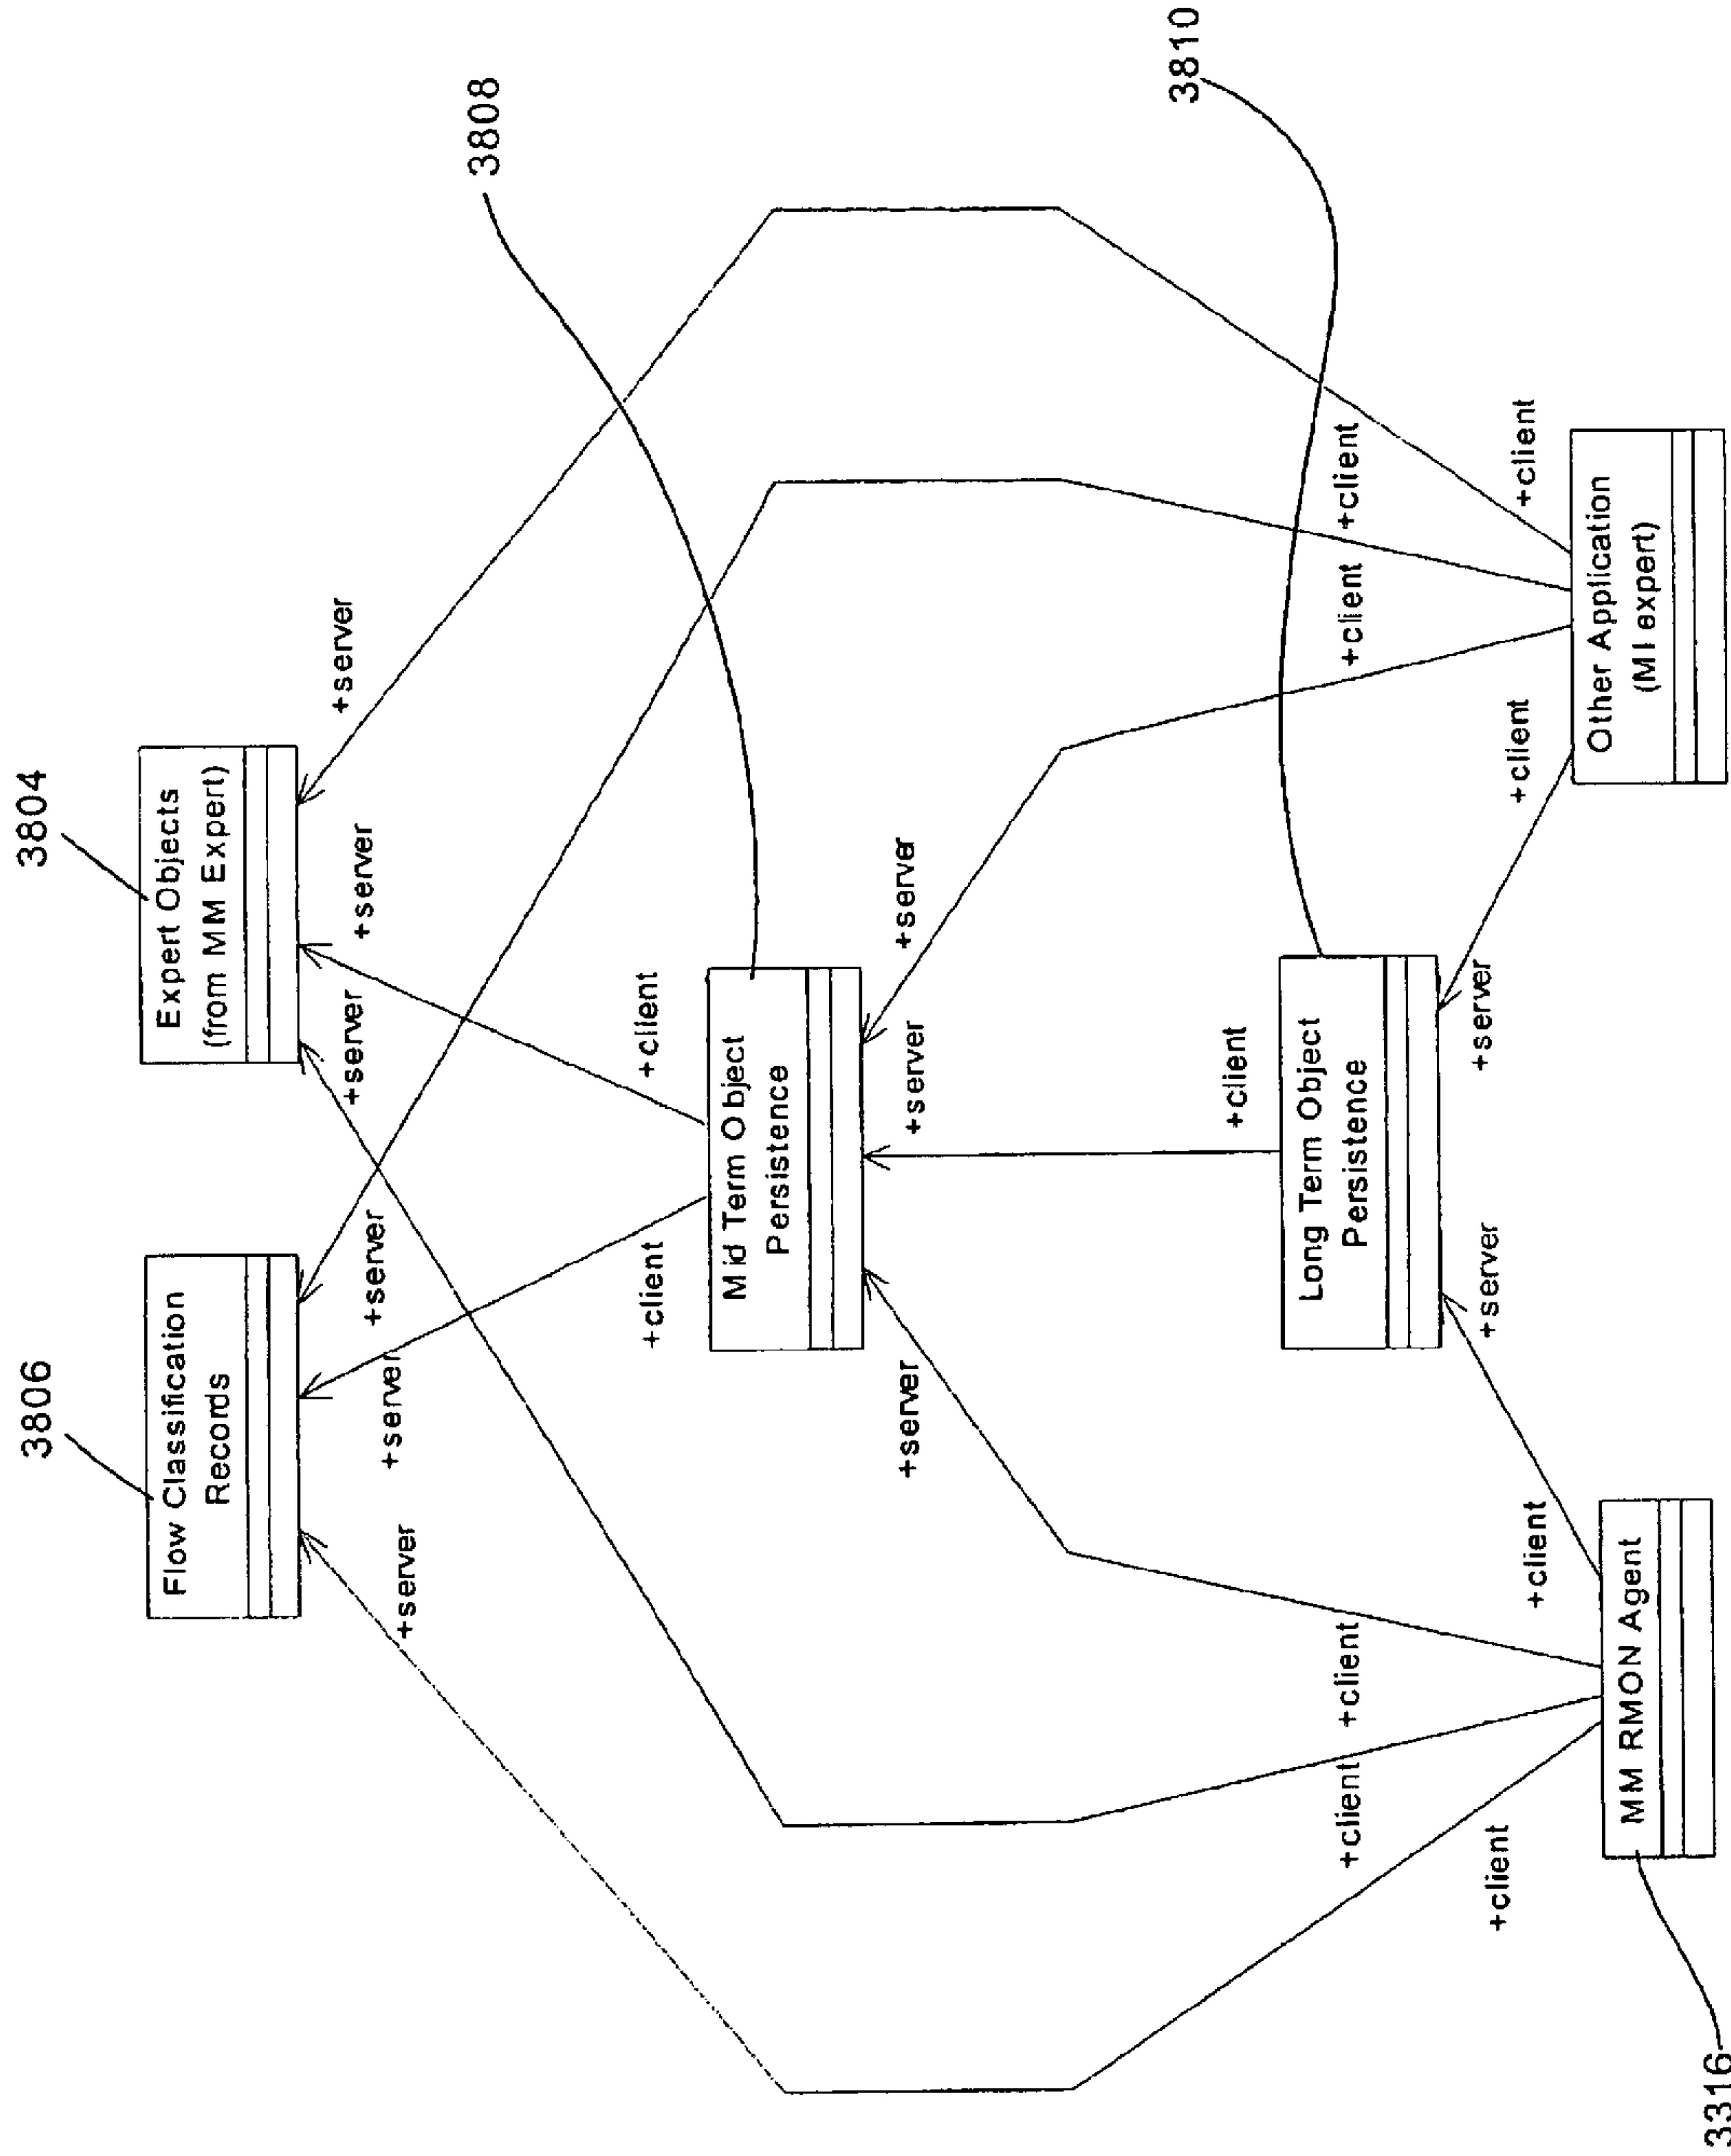 3806
3804
Flow Classification
Records
Expert Objects
(from MM Expert)
+server
+server
+server
+server
+server
+server
3808
+client
+client
Mid Term Object
Persistence
+server
+server
+server
3810
+client
Long Term Object
Persistence
+client
+client
+client
+client
+server
+server
+client
+client
+client
+client
MM RMON Agent
Other Application
(MI expert)
3316